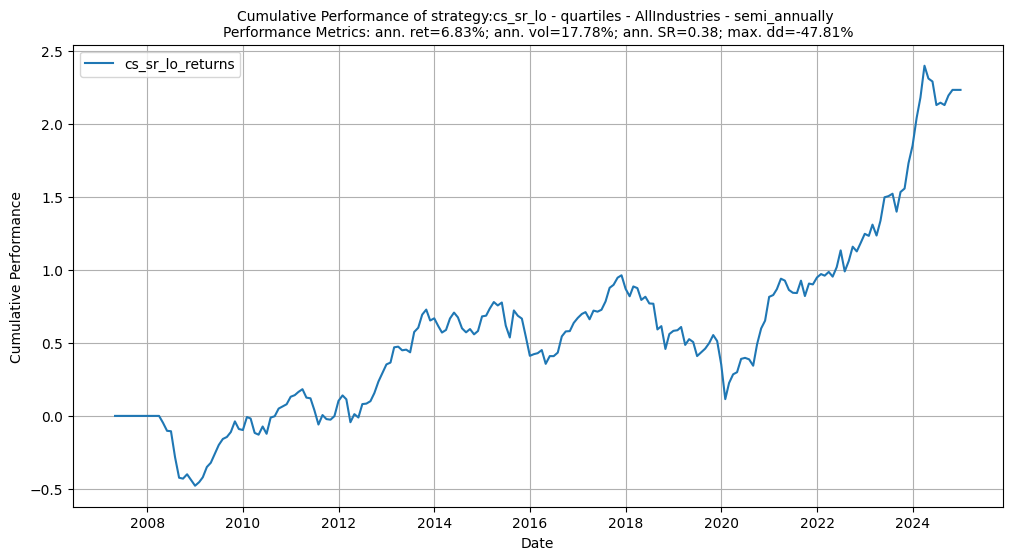 Cumulative Performance of strategy:cs_sr_lo - quartiles - AllIndustries - semi_annually
Performance Metrics: ann. ret=6.83%; ann. vol=17.78%; ann. SR=0.38; max. dd=-47.81%
cs_sr_lo_returns
Cumulative Performance
2.5
2.0
1.5
1.0
0.5
0.0
−0.5
2008 2010 2012 2014 2016 2018 2020 2022 2024
Date